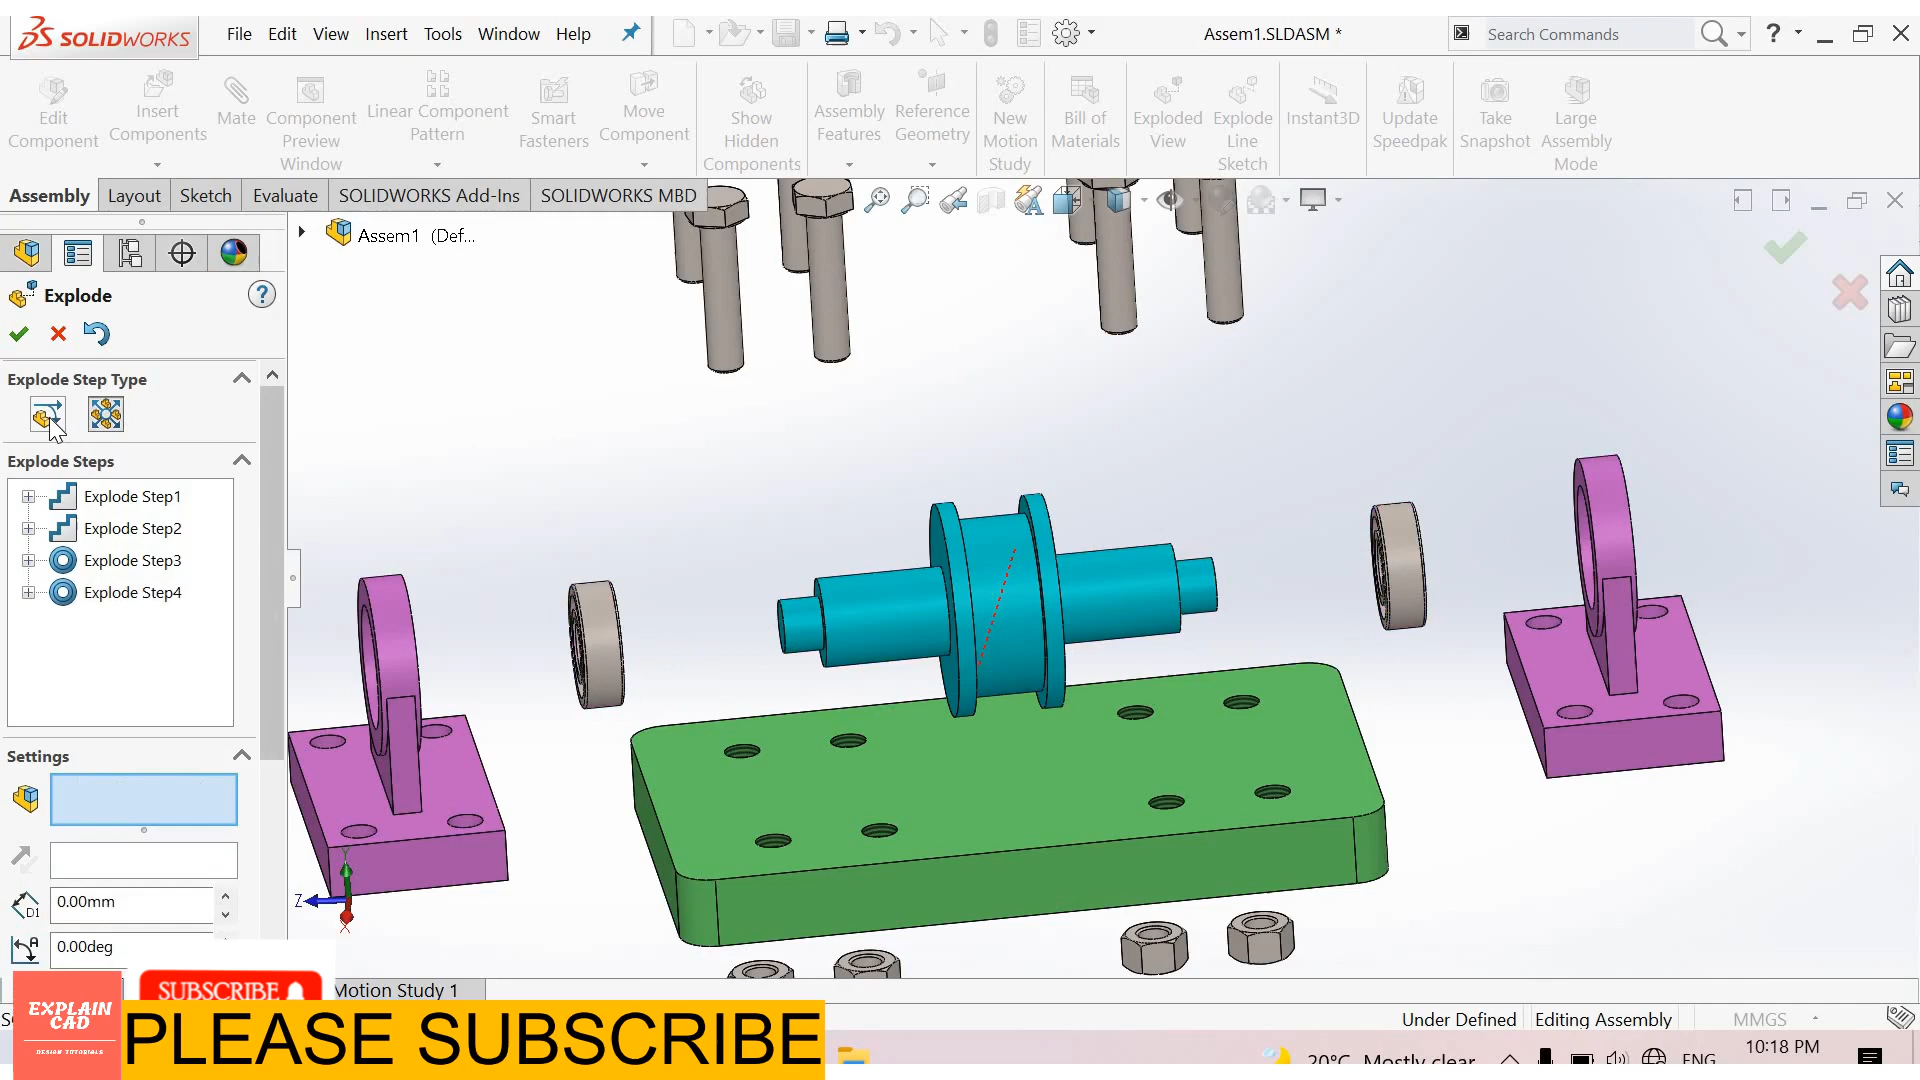 SOLIDWORKS
File Edit View Insert Tools Window Help
Assem1.SLDASM *
Search Commands
?
Edit Component
Insert Components
Mate
Component Preview Window
Linear Component Pattern
Smart Fasteners
Move Component
Show Hidden Components
Assembly Features
Reference Geometry
New Motion Study
Bill of Materials
Exploded View
Explode Line Sketch
Instant3D
Update Speedpak
Take Snapshot
Large Assembly Mode
Assembly Layout Sketch Evaluate SOLIDWORKS Add-Ins SOLIDWORKS MBD
Assem1 (Def...
Explode
?
Explode Step Type
Explode Steps
Explode Step1
Explode Step2
Explode Step3
Explode Step4
Settings
D1
0.00mm
A
0.00deg
Y
Z
X
Motion Study 1
SUBSCRIBE
EXPLAIN
CAD
DESIGN TUTORIALS
PLEASE SUBSCRIBE
Under Defined Editing Assembly MMGS
20°C Mostly clear ENG 10:18 PM